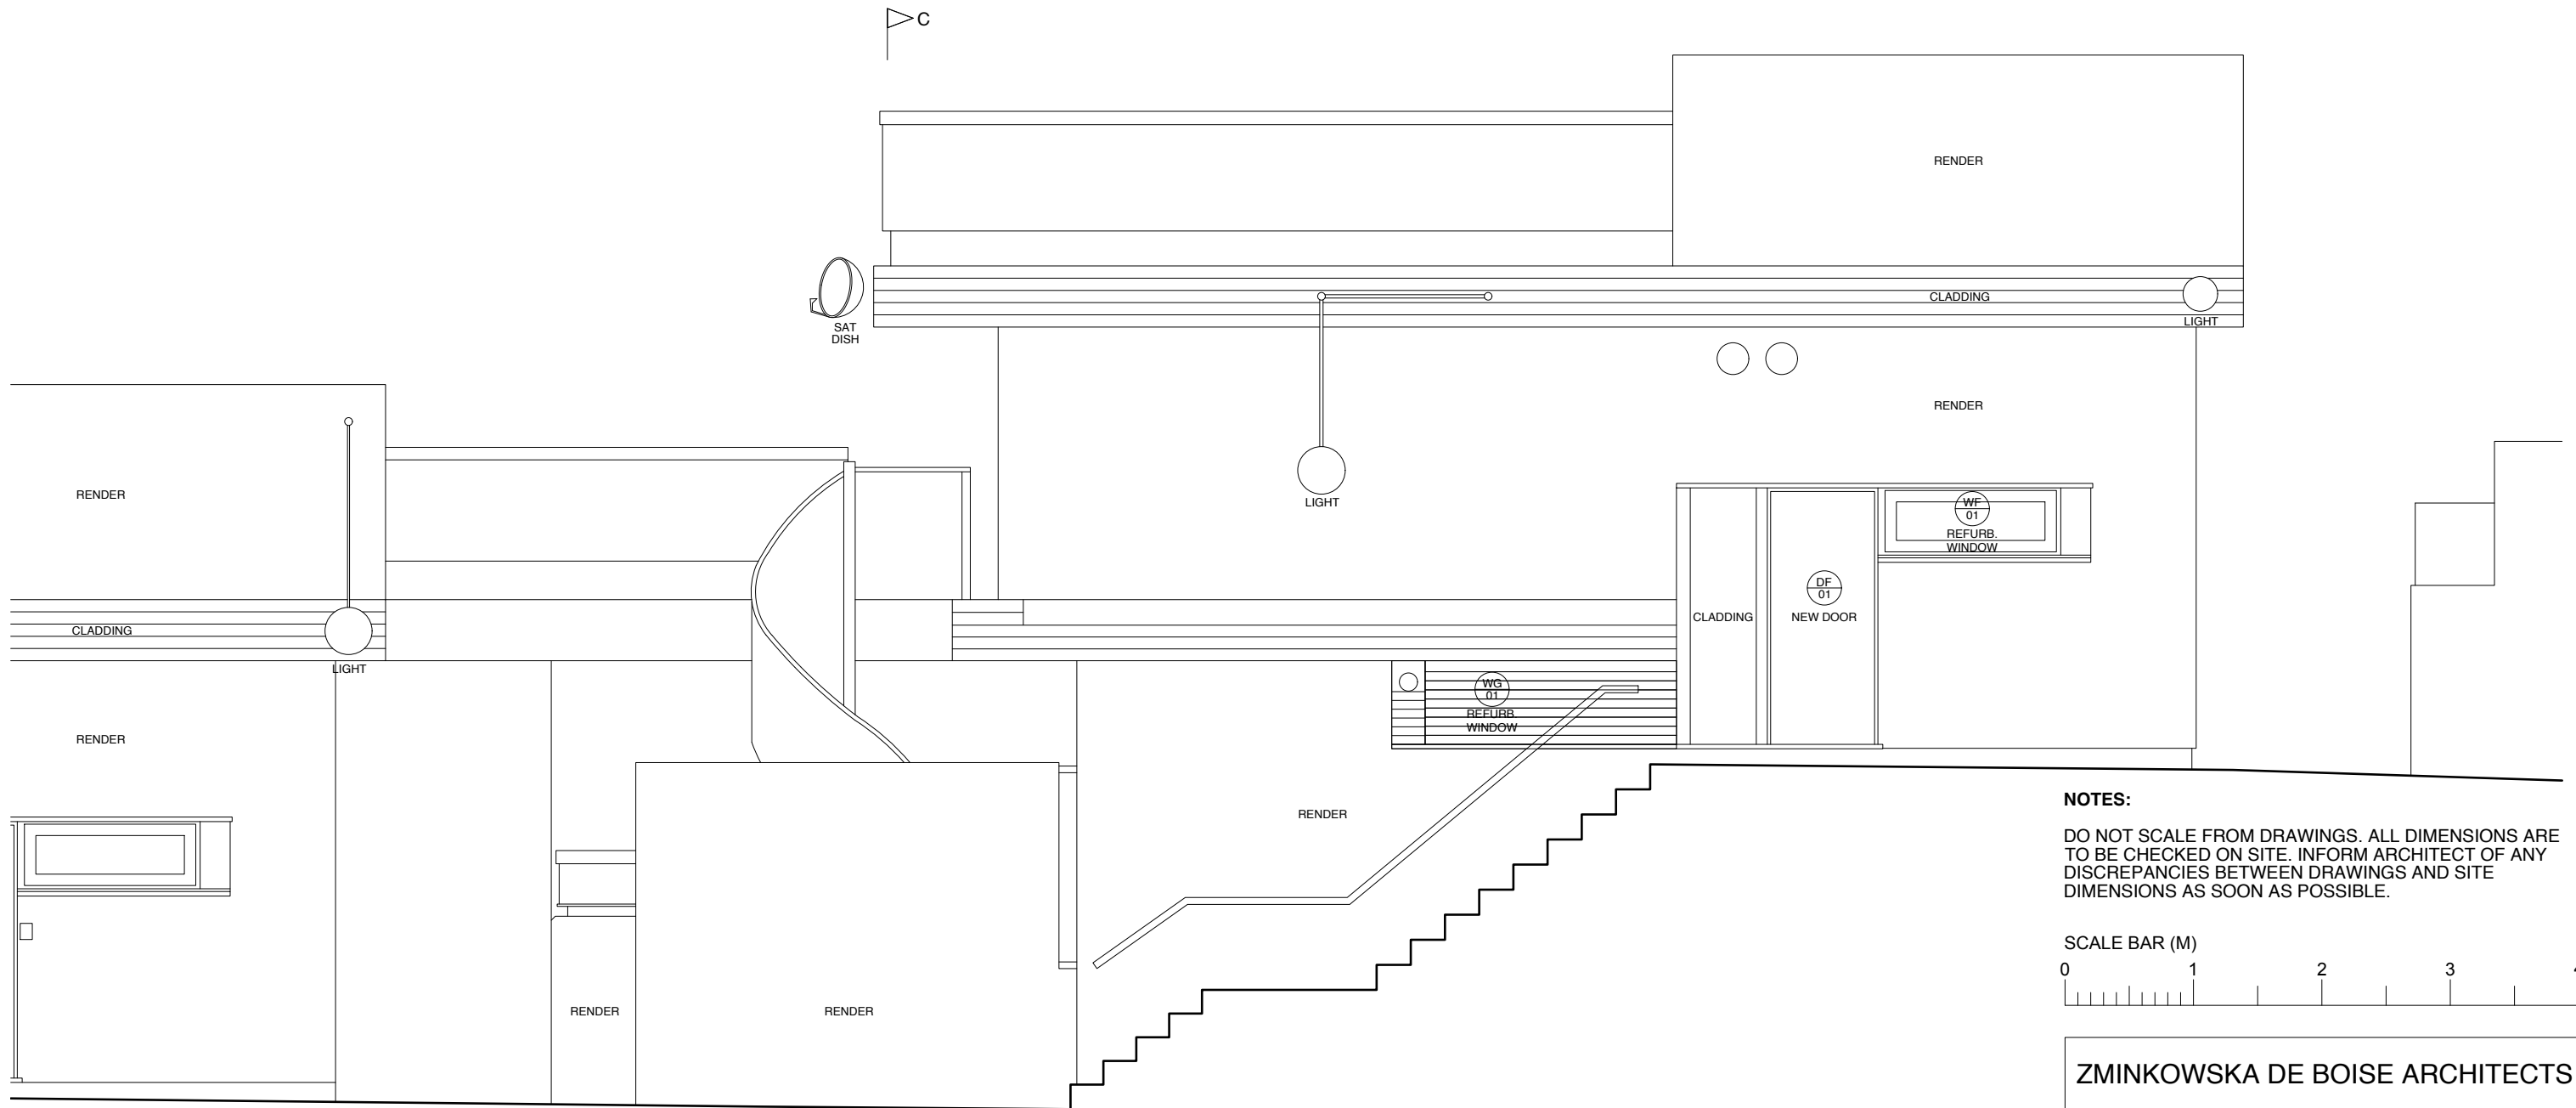 C
RENDER
CLADDING
LIGHT
SAT
DISH
RENDER
LIGHT
RENDER
WF
01
REFURB.
WINDOW
DF
01
CLADDING
NEW DOOR
CLADDING
LIGHT
WG
01
REFURB.
WINDOW
RENDER
RENDER
RENDER
RENDER
NOTES:
DO NOT SCALE FROM DRAWINGS. ALL DIMENSIONS ARE
TO BE CHECKED ON SITE. INFORM ARCHITECT OF ANY
DISCREPANCIES BETWEEN DRAWINGS AND SITE
DIMENSIONS AS SOON AS POSSIBLE.
SCALE BAR (M)
0 1 2 3
ZMINKOWSKA DE BOISE ARCHITECTS